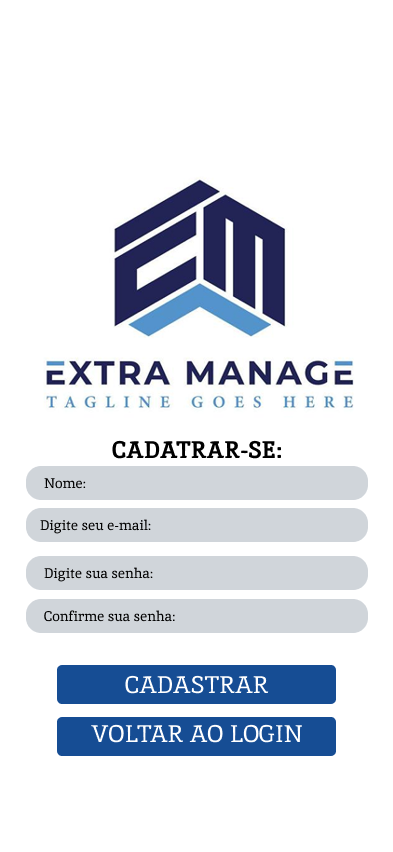 EM
EXTRA MANAGE
TAGLINE GOES HERE
CADATRAR-SE:
Nome:
Digite seu e-mail:
Digite sua senha:
Confirme sua senha:
CADASTRAR
VOLTAR AO LOGIN